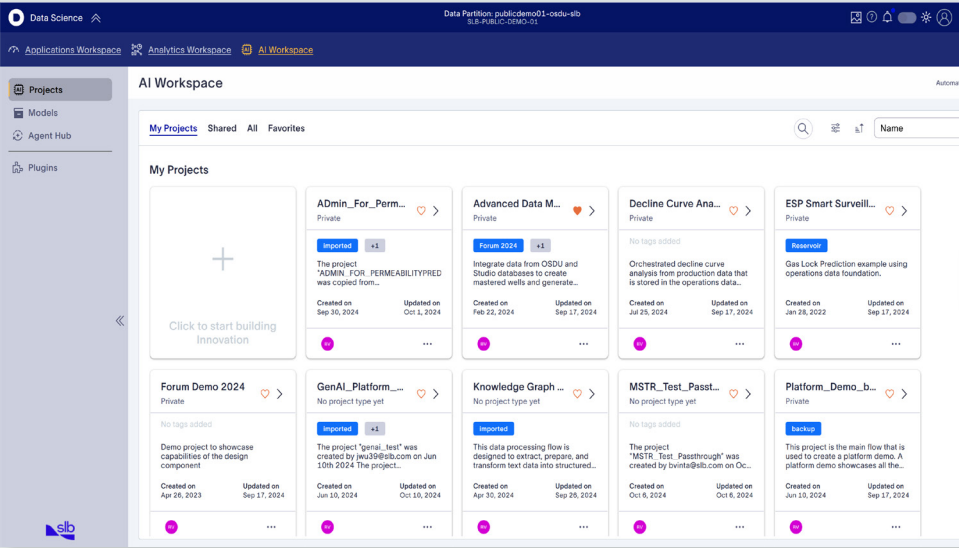 Data Science
Data Partition: publicdemo01-osdu-slb
SLB-PUBLIC-DEMO-01
Applications Workspace
Analytics Workspace
AI
AI Workspace
AI
Projects
Models
Agent Hub
Plugins
AI Workspace
My Projects
Shared
All
Favorites
Name
My Projects
Click to start building
Innovation
ADmin_For_Perm...
Private
imported
+1
The project
"ADMIN_FOR_PERMEABILITYPRED
was copied from...
Created on
Updated on
Sep 30, 2024
Oct 1, 2024
RV
Advanced Data M...
Private
Forum 2024
+1
Integrate data from OSDU and
Studio databases to create
mastered wells and generate...
Created on
Updated on
Feb 22, 2024
Sep 17, 2024
RV
Decline Curve Ana...
Private
No tags added
Orchestrated decline curve
analysis from production data that
is stored in the operations data...
Created on
Updated on
Jul 25, 2024
Sep 17, 2024
RV
ESP Smart Surveill...
Private
Reservoir
Gas Lock Prediction example using
operations data foundation.
Created on
Updated on
Jan 28, 2022
Sep 17, 2024
RV
Forum Demo 2024
Private
No tags added
Demo project to showcase
capabilities of the design
component
Created on
Updated on
Apr 26, 2023
Sep 17, 2024
RV
GenAI_Platform_...
No project type yet
imported
+1
The project "genai_test" was
created by jwu39@slb.com on Jun
10th 2024 The project...
Created on
Updated on
Jun 10, 2024
Oct 10, 2024
RV
Knowledge Graph ...
No project type yet
imported
This data processing flow is
designed to extract, prepare, and
transform text data into structured...
Created on
Updated on
Apr 30, 2024
Sep 26, 2024
RV
MSTR_Test_Passt...
No project type yet
No tags added
The project
"MSTR_Test_Passthrough" was
created by bvinta@slb.com on Oc...
Created on
Updated on
Oct 6, 2024
Oct 6, 2024
RV
Platform_Demo_b...
Private
backup
This project is the main flow that is
used to create a platform demo. A
platform demo showcases all the...
Created on
Updated on
Jun 10, 2024
Sep 17, 2024
RV
slb